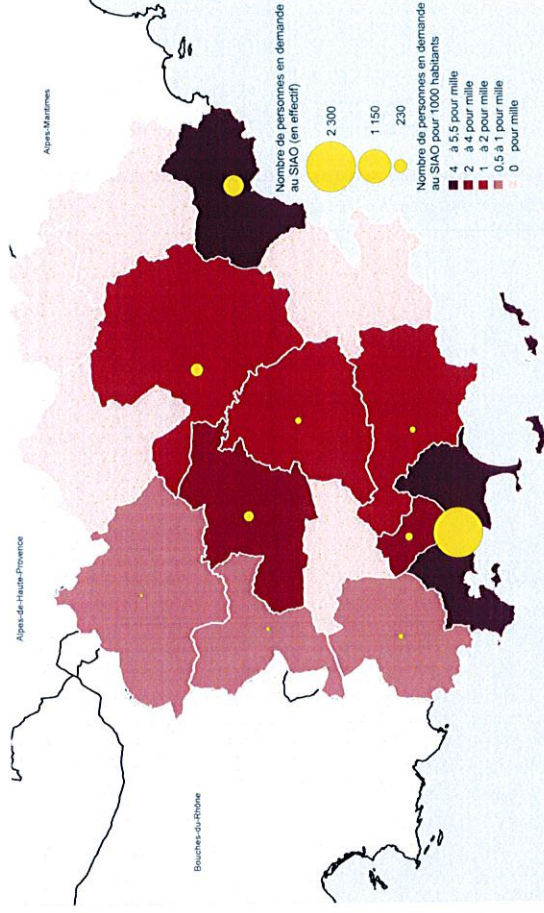 Alpes-de-Haute-Provence
Alpes-Maritimes
Bouches-du-Rhône
Nombre de personnes en demande
au SIAO (en effectif)
2 300
1 150
230
Nombre de personnes en demande
au SIAO pour 1000 habitants
4 à 5,5 pour mille
2 à 4 pour mille
1 à 2 pour mille
0,5 à 1 pour mille
0 pour mille